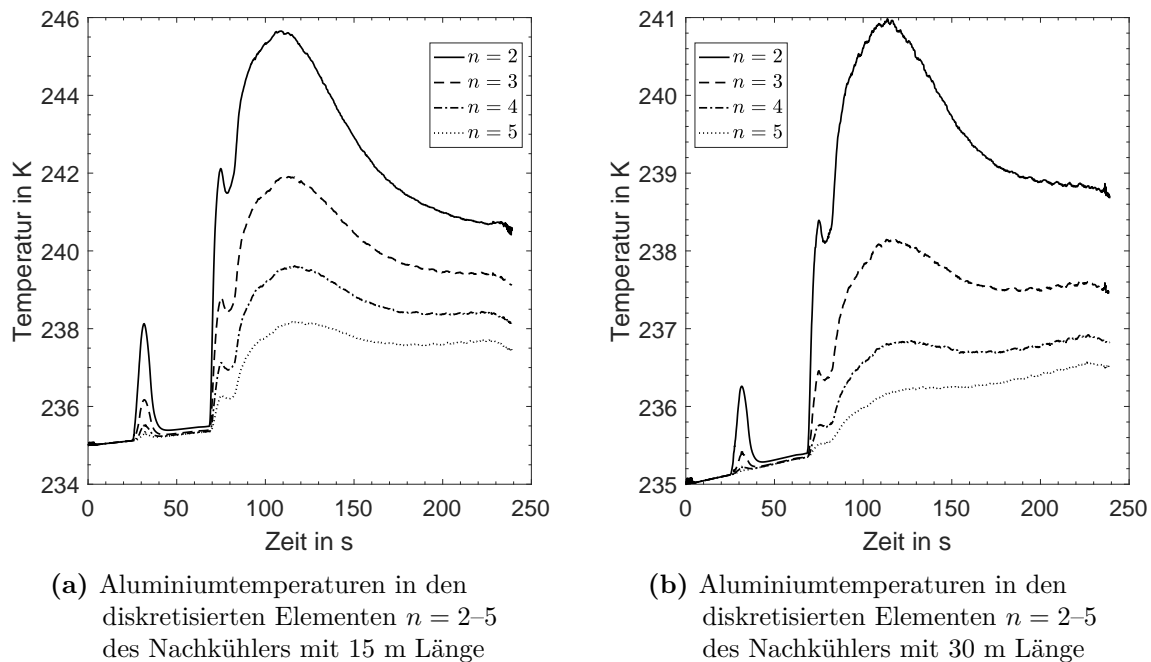 246
244
242
240
238
236
234
0
50
100
150
200
250
Temperatur in K
Zeit in s
n = 2
n = 3
n = 4
n = 5
(a) Aluminiumtemperaturen in den
diskretisierten Elementen n = 2–5
des Nachkühlers mit 15 m Länge
241
240
239
238
237
236
235
0
50
100
150
200
250
Temperatur in K
Zeit in s
n = 2
n = 3
n = 4
n = 5
(b) Aluminiumtemperaturen in den
diskretisierten Elementen n = 2–5
des Nachkühlers mit 30 m Länge